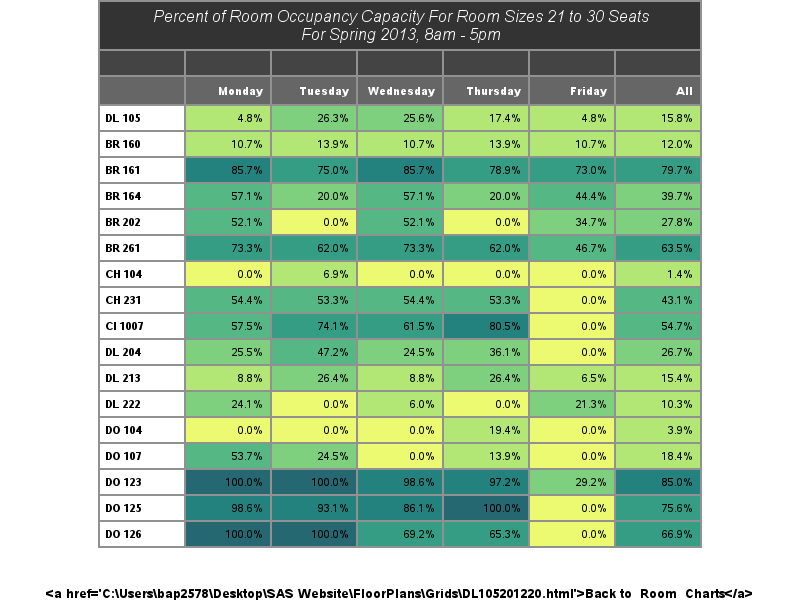 Percent of Room Occupancy Capacity For Room Sizes 21 to 30 Seats
For Spring 2013, 8am - 5pm
Monday Tuesday Wednesday Thursday Friday All
DL 105 4.8% 26.3% 25.6% 17.4% 4.8% 15.8%
BR 160 10.7% 13.9% 10.7% 13.9% 10.7% 12.0%
BR 161 85.7% 75.0% 85.7% 78.9% 73.0% 79.7%
BR 164 57.1% 20.0% 57.1% 20.0% 44.4% 39.7%
BR 202 52.1% 0.0% 52.1% 0.0% 34.7% 27.8%
BR 261 73.3% 62.0% 73.3% 62.0% 46.7% 63.5%
CH 104 0.0% 6.9% 0.0% 0.0% 0.0% 1.4%
CH 231 54.4% 53.3% 54.4% 53.3% 0.0% 43.1%
CI 1007 57.5% 74.1% 61.5% 80.5% 0.0% 54.7%
DL 204 25.5% 47.2% 24.5% 36.1% 0.0% 26.7%
DL 213 8.8% 26.4% 8.8% 26.4% 6.5% 15.4%
DL 222 24.1% 0.0% 6.0% 0.0% 21.3% 10.3%
DO 104 0.0% 0.0% 0.0% 19.4% 0.0% 3.9%
DO 107 53.7% 24.5% 0.0% 13.9% 0.0% 18.4%
DO 123 100.0% 100.0% 98.6% 97.2% 29.2% 85.0%
DO 125 98.6% 93.1% 86.1% 100.0% 0.0% 75.6%
DO 126 100.0% 100.0% 69.2% 65.3% 0.0% 66.9%
<a href='C:\Users\bap2578\Desktop\SAS Website\FloorPlans\Grids\DL105201220.html'>Back to Room Charts</a>